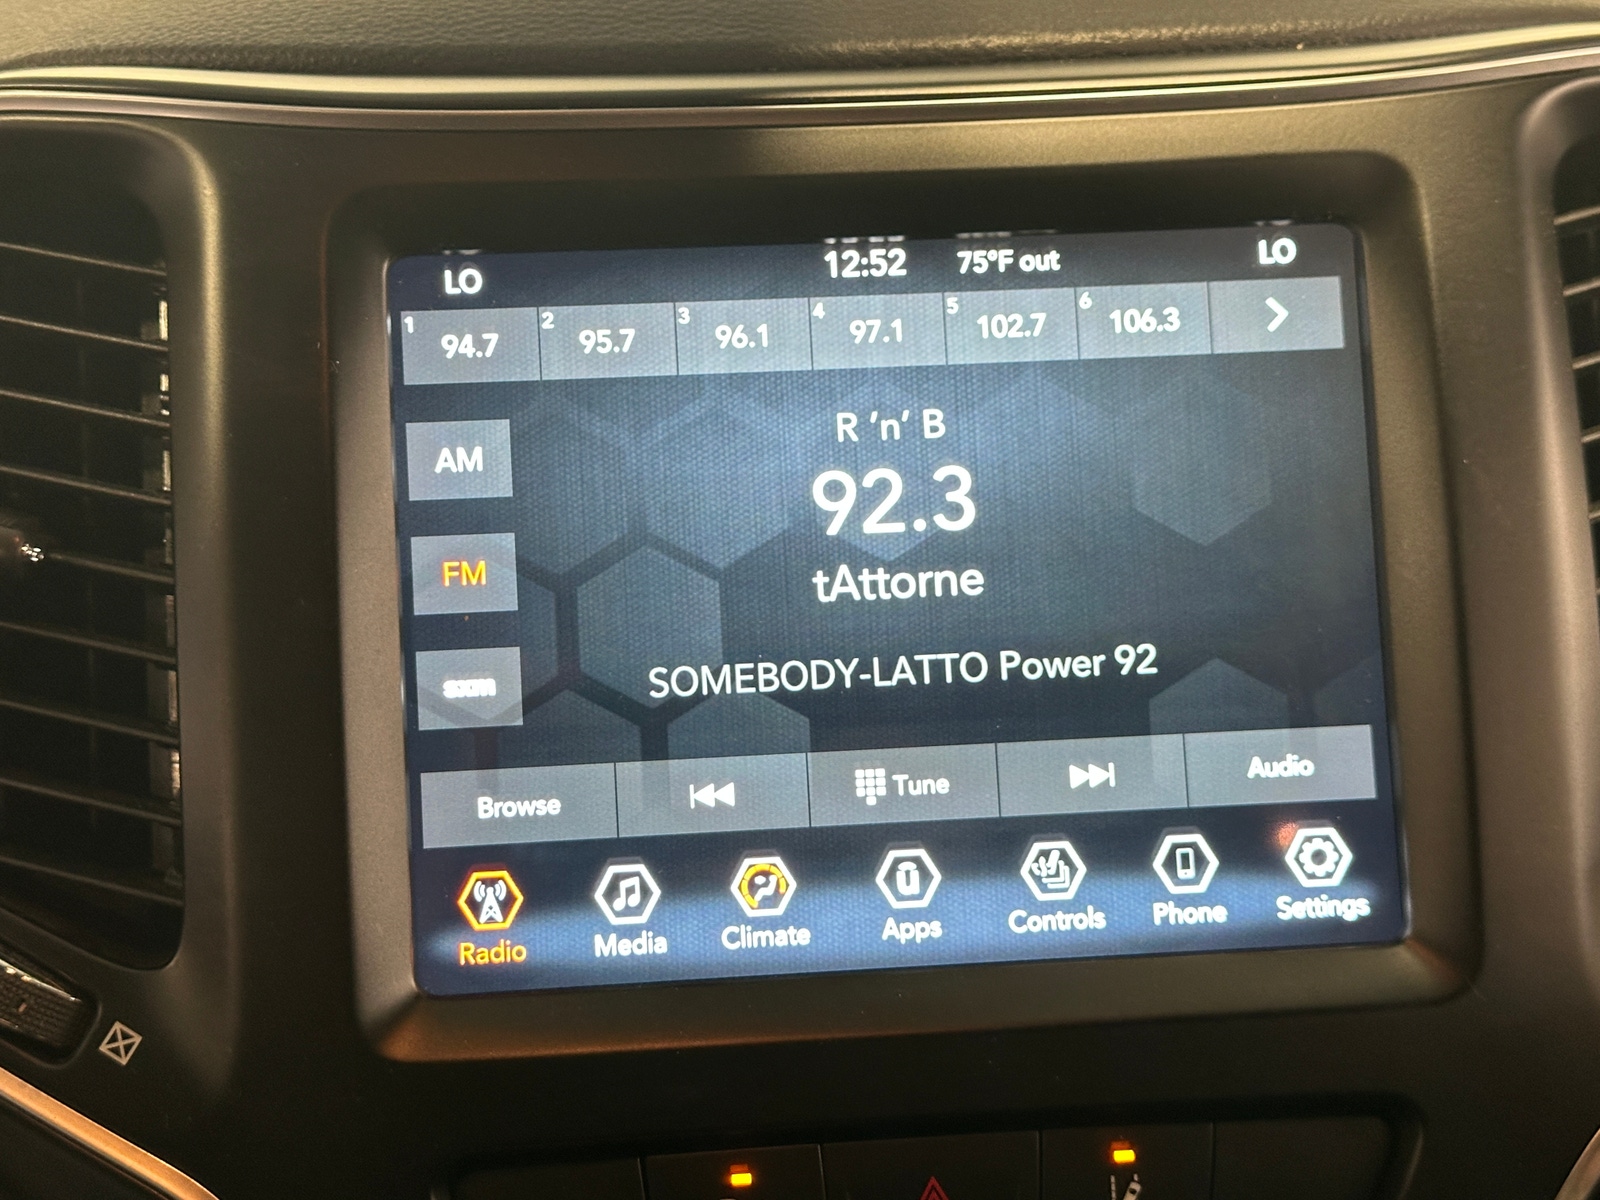 LO 12:52 75°F out LO
1 94.7 2 95.7 3 96.1 4 97.1 5 102.7 6 106.3
R 'n' B
AM
92.3
FM
tAttorne
SOMEBODY-LATTO Power 92
sxm
Browse Tune Audio
Radio Media Climate Apps Controls Phone Settings